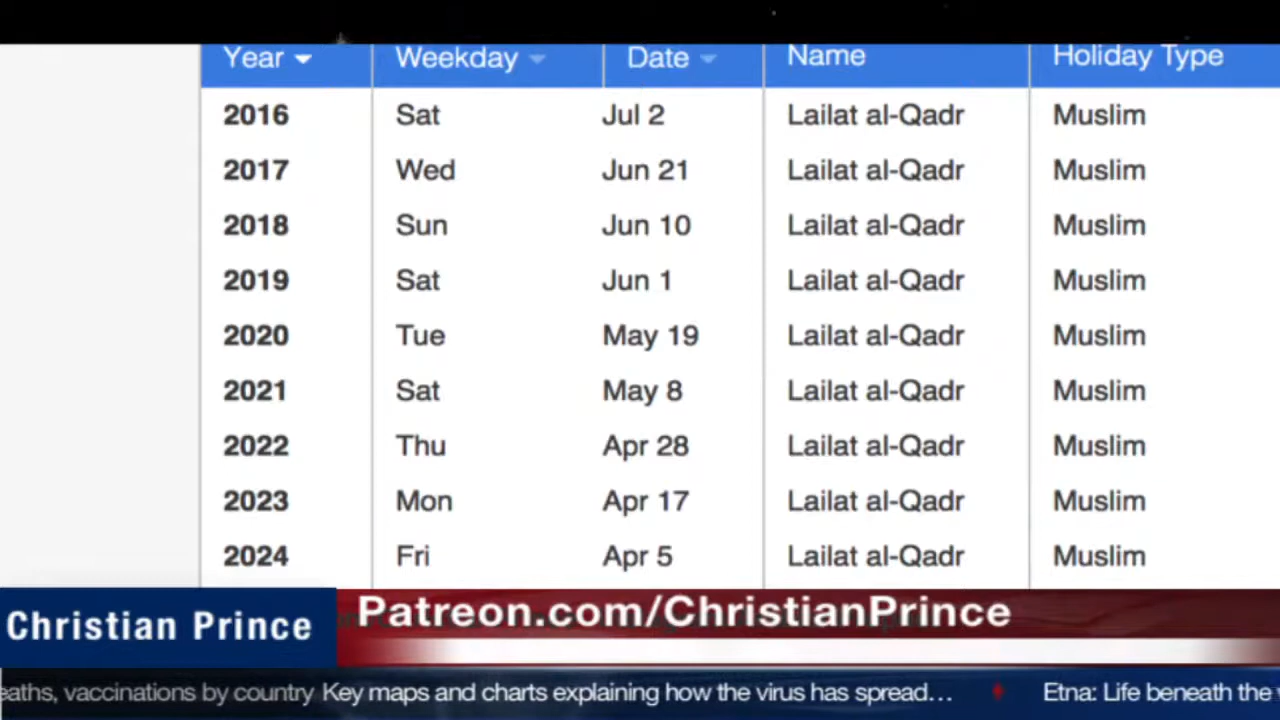 Year Weekday Date Name Holiday Type
2016 Sat Jul 2 Lailat al-Qadr Muslim
2017 Wed Jun 21 Lailat al-Qadr Muslim
2018 Sun Jun 10 Lailat al-Qadr Muslim
2019 Sat Jun 1 Lailat al-Qadr Muslim
2020 Tue May 19 Lailat al-Qadr Muslim
2021 Sat May 8 Lailat al-Qadr Muslim
2022 Thu Apr 28 Lailat al-Qadr Muslim
2023 Mon Apr 17 Lailat al-Qadr Muslim
2024 Fri Apr 5 Lailat al-Qadr Muslim
Christian Prince Patreon.com/ChristianPrince
eaths, vaccinations by country Key maps and charts explaining how the virus has spread... Etna: Life beneath the